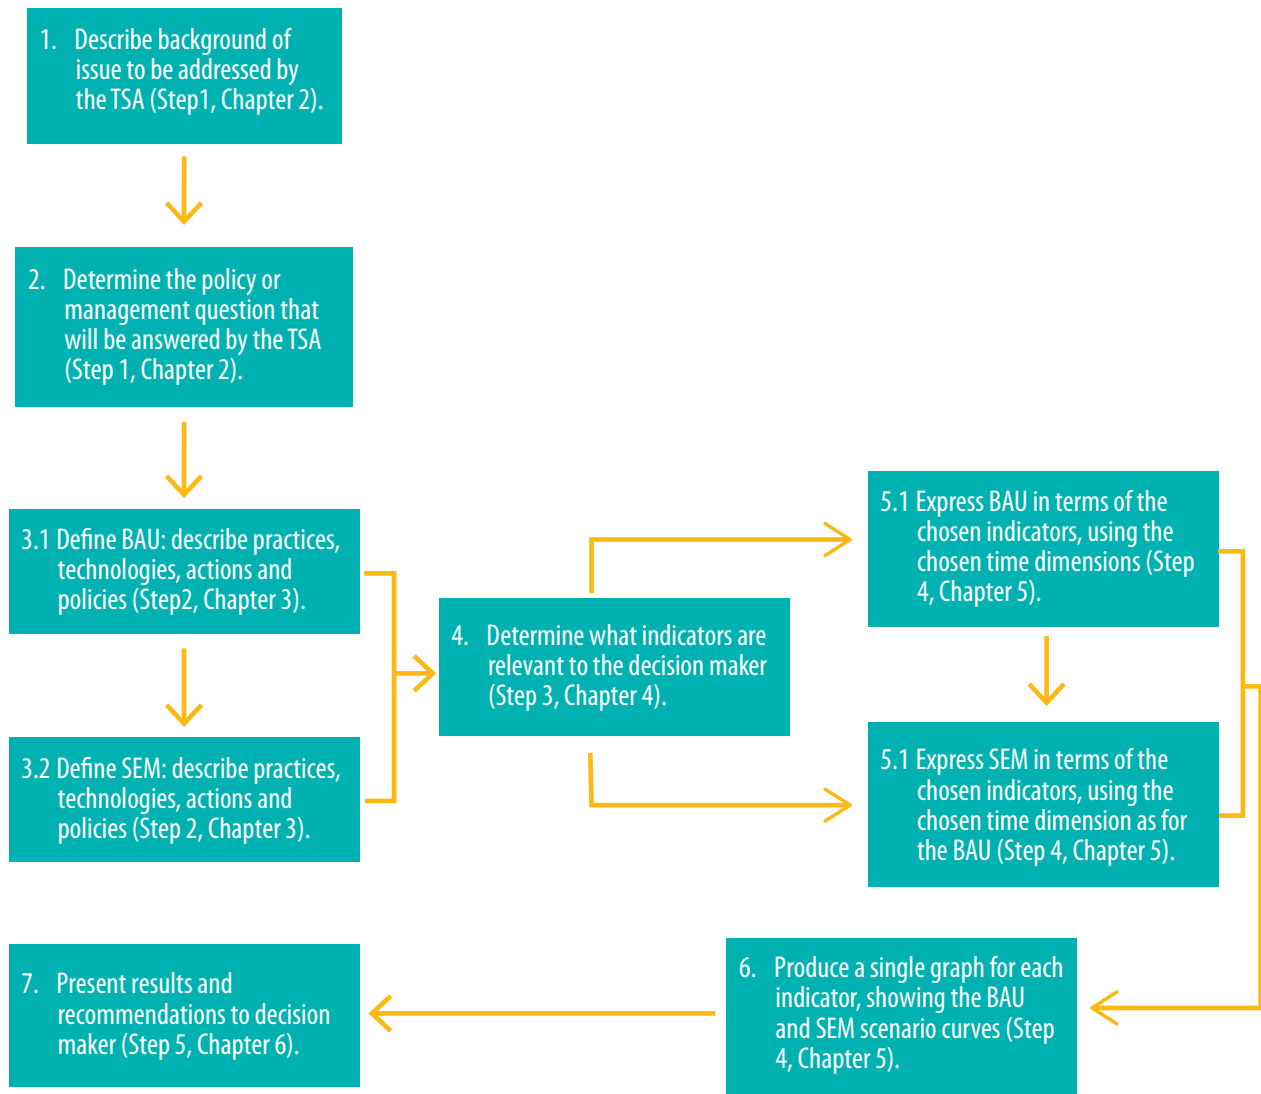 1. Describe background of
issue to be addressed by
the TSA (Step1, Chapter 2).
2. Determine the policy or
management question that
will be answered by the TSA
(Step 1, Chapter 2).
3.1 Define BAU: describe practices,
technologies, actions and
policies (Step2, Chapter 3).
3.2 Define SEM: describe practices,
technologies, actions and
policies (Step 2, Chapter 3).
4. Determine what indicators are
relevant to the decision maker
(Step 3, Chapter 4).
5.1 Express BAU in terms of the
chosen indicators, using the
chosen time dimensions (Step
4, Chapter 5).
5.1 Express SEM in terms of the
chosen indicators, using the
chosen time dimension as for
the BAU (Step 4, Chapter 5).
6. Produce a single graph for each
indicator, showing the BAU
and SEM scenario curves (Step
4, Chapter 5).
7. Present results and
recommendations to decision
maker (Step 5, Chapter 6).